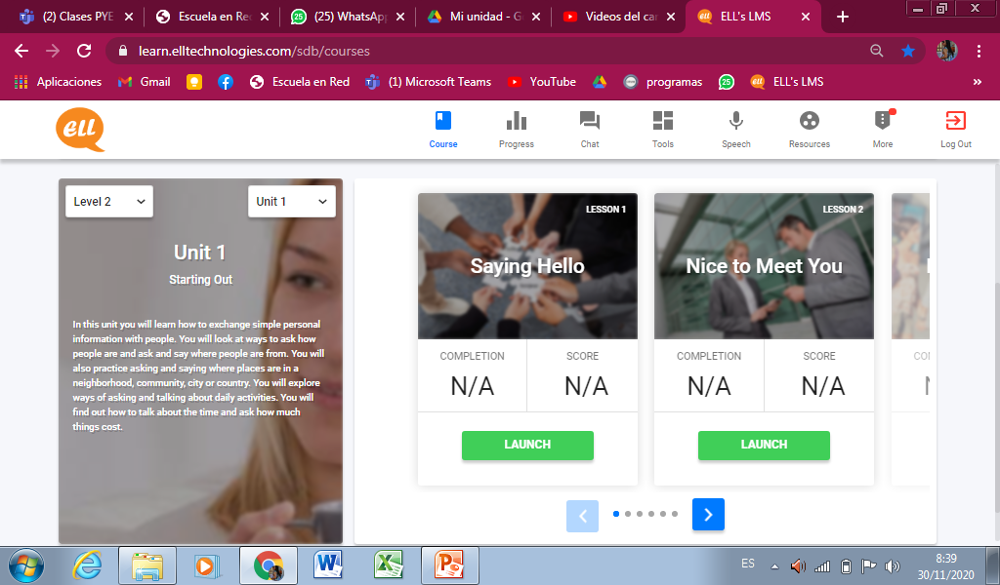 (2) Clases PYE
Escuela en Re
(25) WhatsAp
Mi unidad - G
Videos del ca
ELL's LMS
learn.elltechnologies.com/sdb/courses
Aplicaciones
Gmail
Escuela en Red
(1) Microsoft Teams
YouTube
programas
ELL's LMS
ell
Course
Progress
Chat
Tools
Speech
Resources
More
Log Out
Level 2
Unit 1
Unit 1
Starting Out
In this unit you will learn how to exchange simple personal
information with people. You will look at ways to ask how
people are and ask and say where people are from. You will
also practice asking and saying where places are in a
neighborhood, community, city or country. You will explore
ways of asking and talking about daily activities. You will
find out how to talk about the time and ask how much
things cost.
LESSON 1
Saying Hello
COMPLETION
SCORE
N/A
N/A
LAUNCH
LESSON 2
Nice to Meet You
COMPLETION
SCORE
N/A
N/A
LAUNCH
ES
8:39
30/11/2020